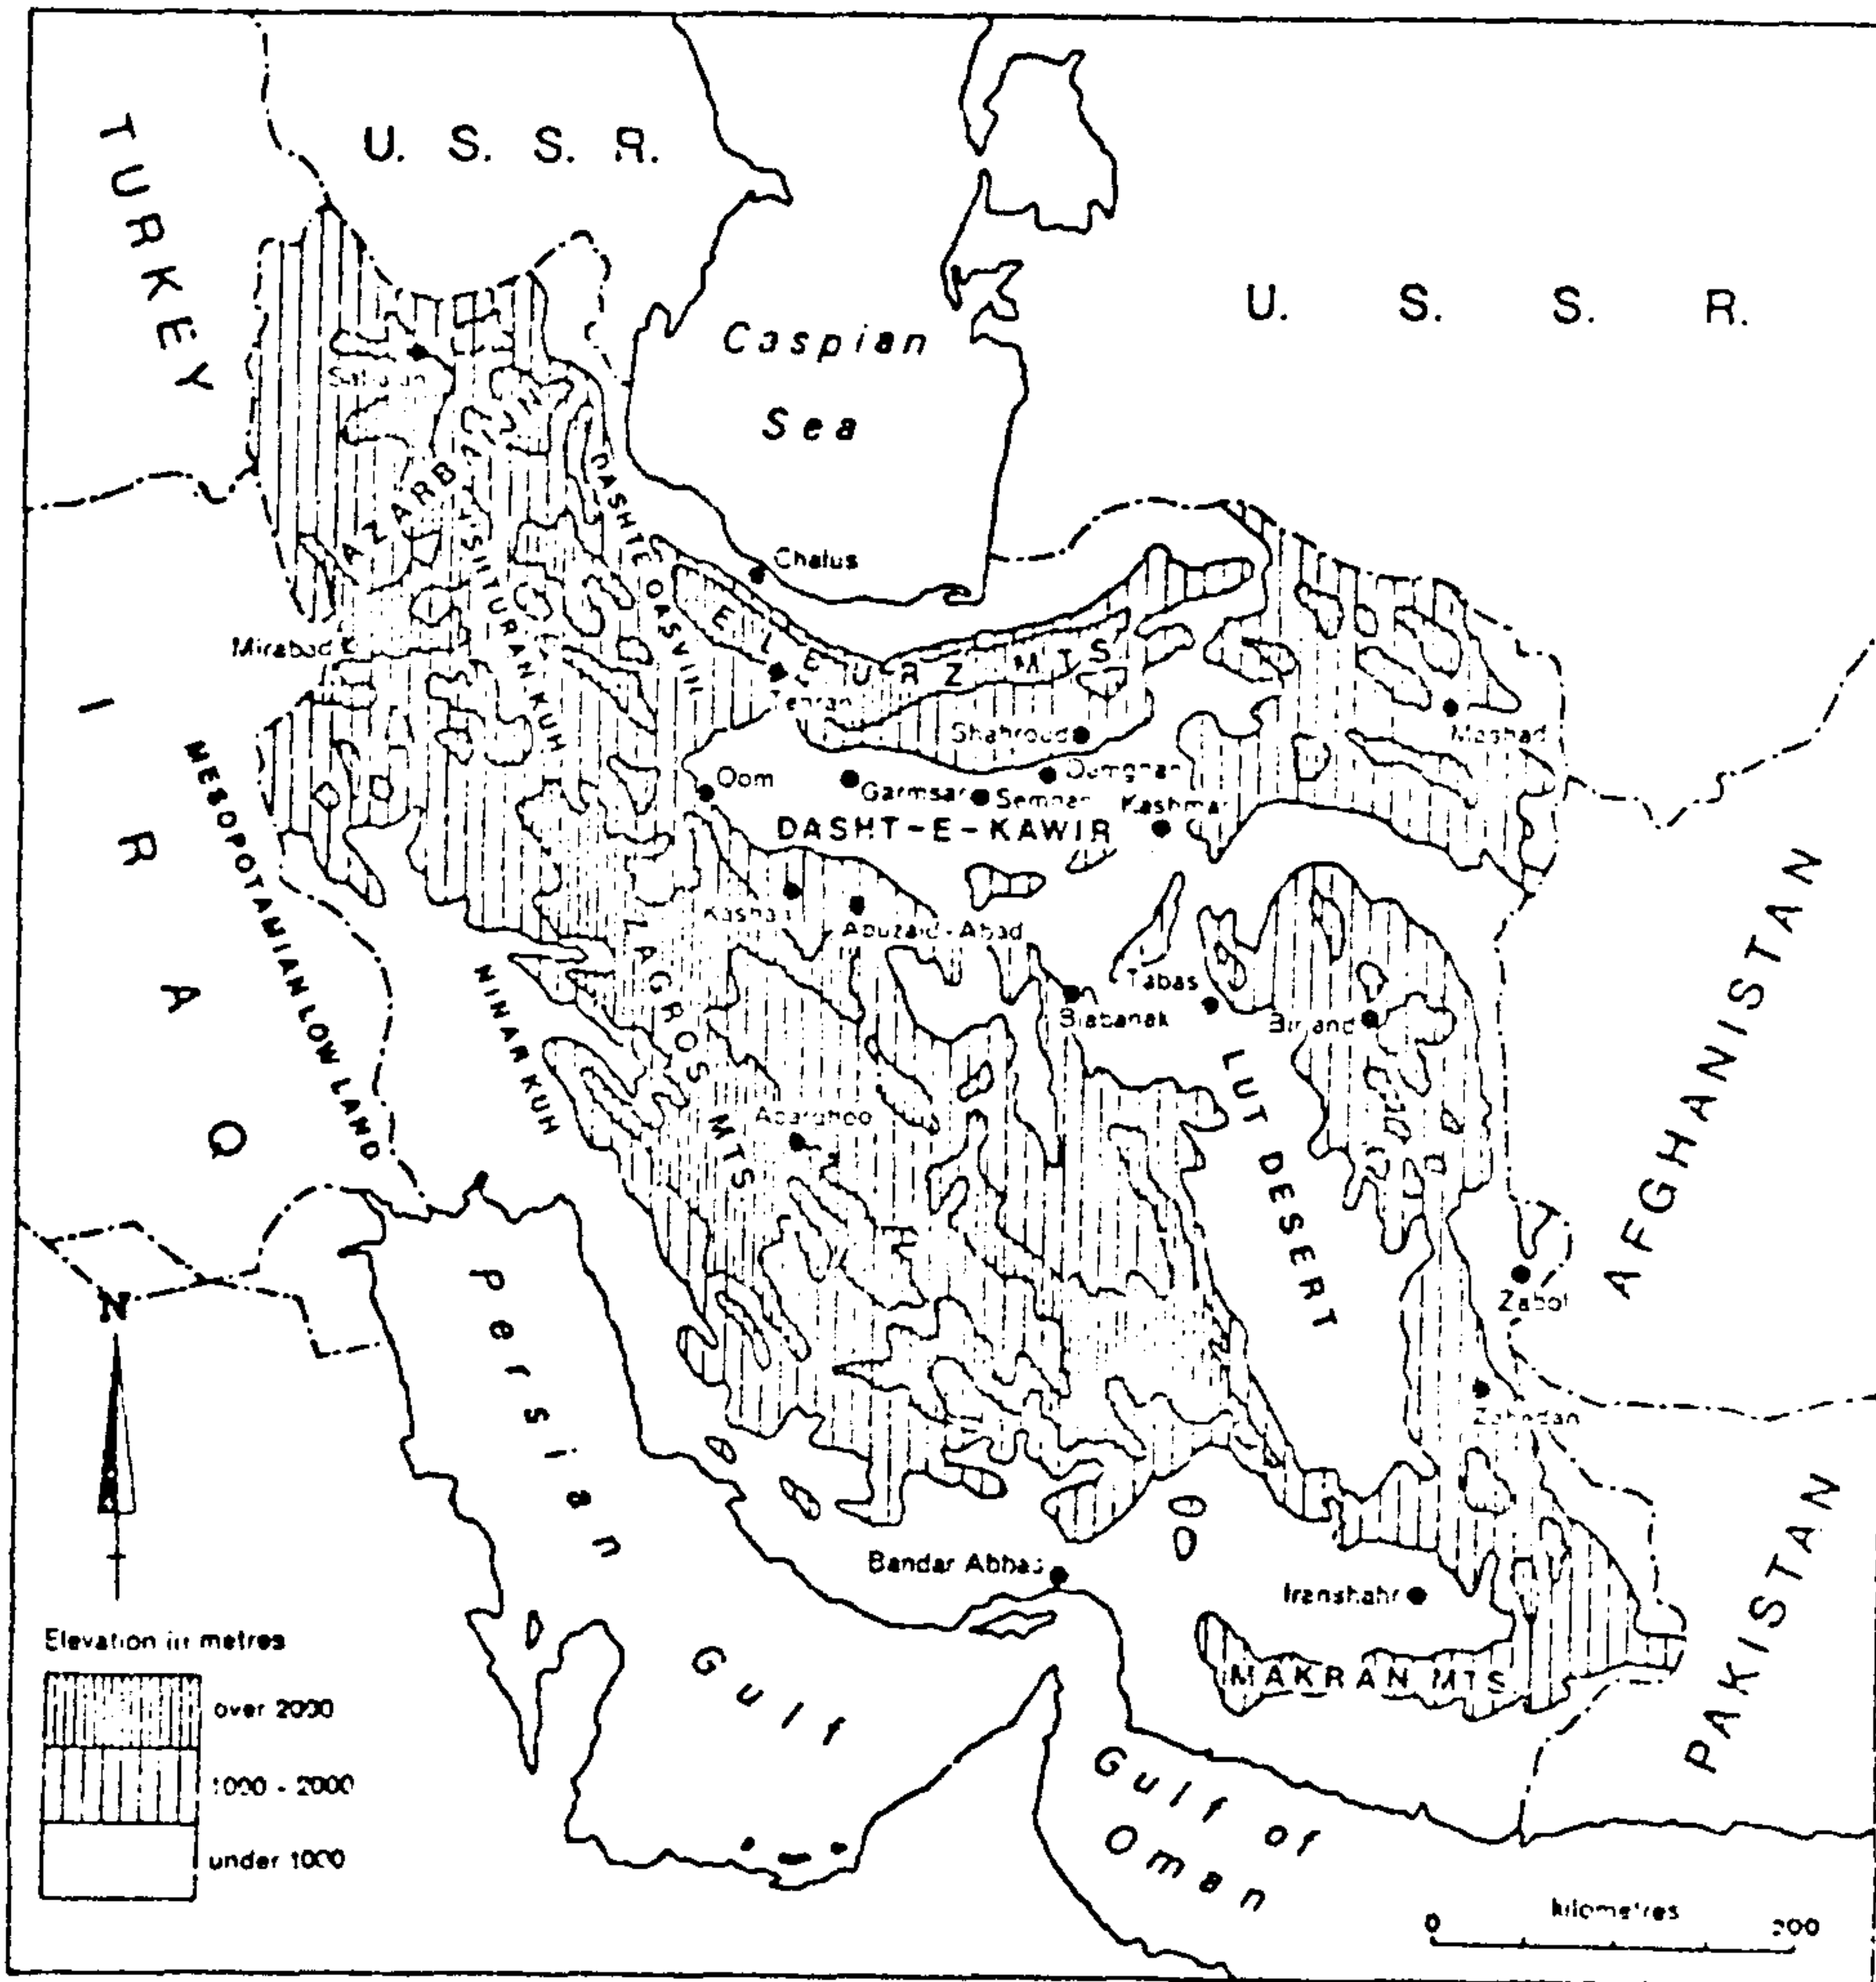 TURKEY
U. S. S. R.
U. S. S. R.
Caspian
Sea
Chalus
ELBURZ MTS
Mirabad
Tehran
Mashad
Shahroud
Damghan
Qom
Garmsar
Semnan
Kashmar
DASHT-E-KAWIR
IRAQ
MESOPOTAMIAN LOW LAND
Kashan
Abuzaid-Abad
ZAGROS MTS
Tabas
Biabanak
Birjand
LUT DESERT
AFGHANISTAN
Abarghoo
Zabol
N
Persian
Gulf
Zahedan
Bandar Abbas
Iranshahr
MAKRAN MTS
PAKISTAN
Gulf of
Oman
Elevation in metres
over 2000
1000 - 2000
under 1000
kilometres
0